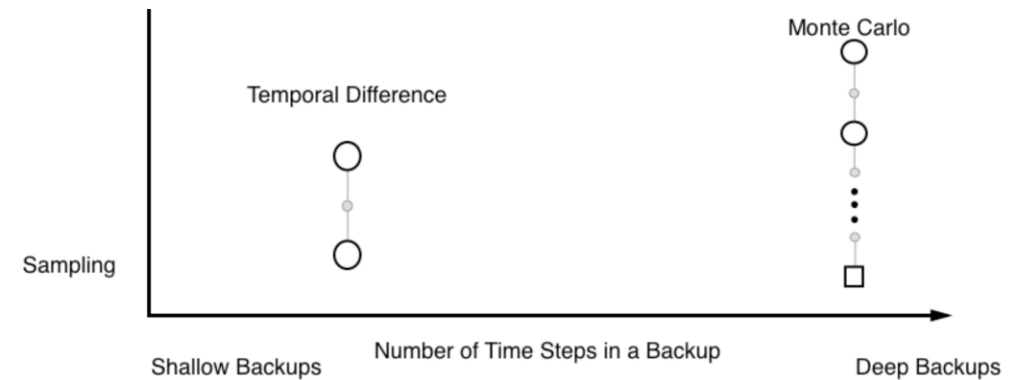 Monte Carlo
Temporal Difference
Sampling
Number of Time Steps in a Backup
Shallow Backups
Deep Backups